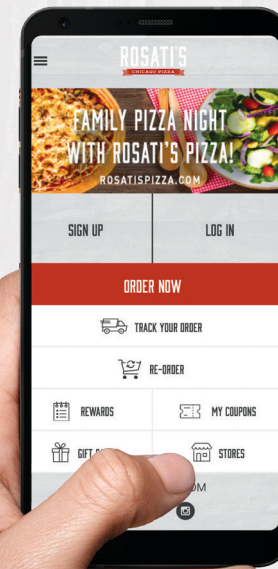 ROSATI'S
CHICAGO PIZZA
FAMILY PIZZA NIGHT
WITH ROSATI'S PIZZA!
ROSATISPIZZA.COM
SIGN UP
LOG IN
ORDER NOW
TRACK YOUR ORDER
RE-ORDER
REWARDS
MY COUPONS
GIFT
STORES